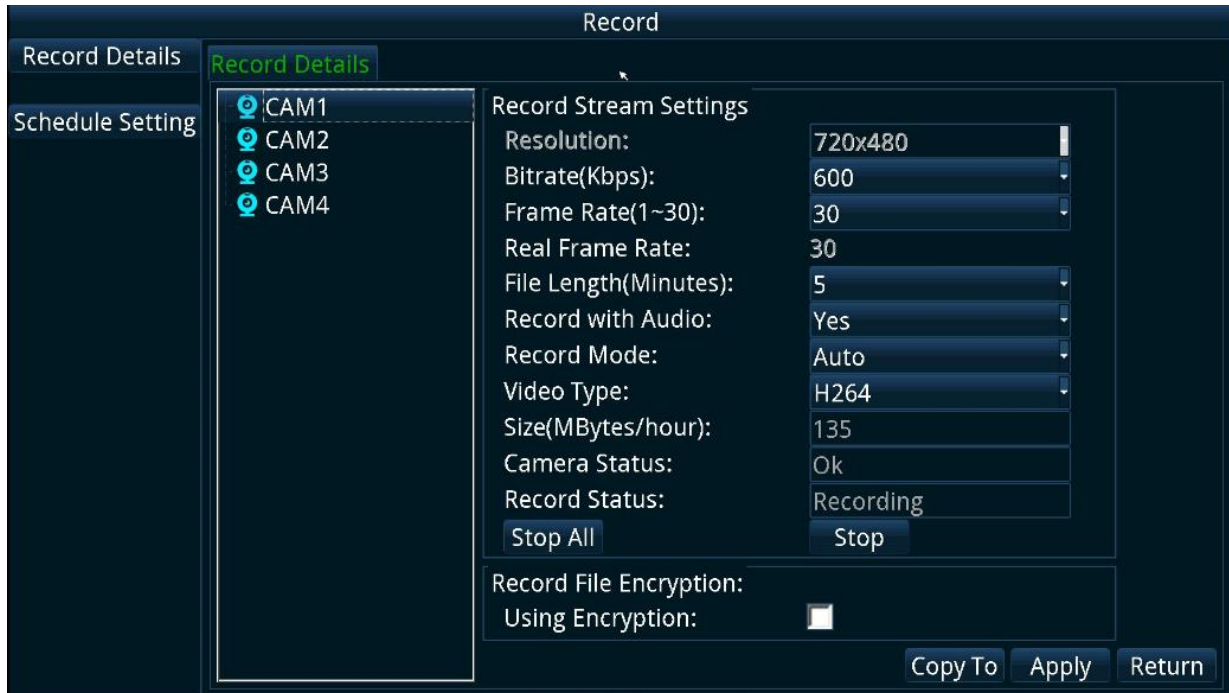 Record
Record Details
Schedule Setting
Record Details
CAM1
CAM2
CAM3
CAM4
Record Stream Settings
Resolution: 720x480
Bitrate(Kbps): 600
Frame Rate(1~30): 30
Real Frame Rate: 30
File Length(Minutes): 5
Record with Audio: Yes
Record Mode: Auto
Video Type: H264
Size(MBytes/hour): 135
Camera Status: Ok
Record Status: Recording
Stop All Stop
Record File Encryption:
Using Encryption:
Copy To Apply Return